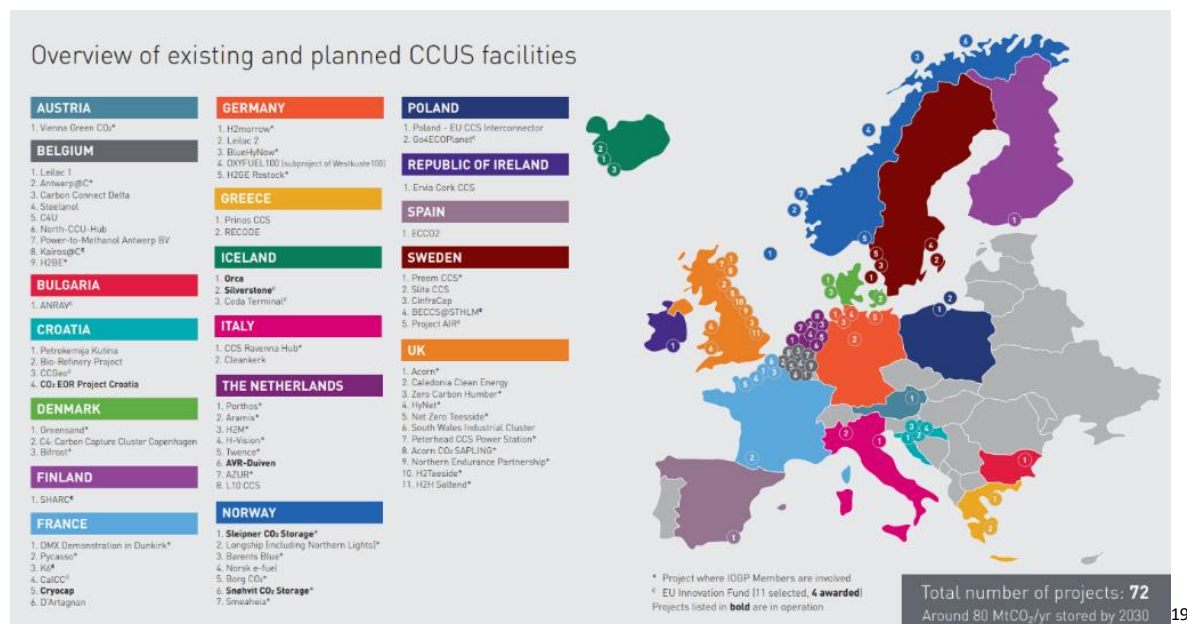 Overview of existing and planned CCUS facilities
AUSTRIA
1. Vienna Green CO₂*
BELGIUM
1. Leilac 1
2. Antwerp@C*
3. Carbon Connect Delta
4. Steelanol
5. C4U
6. North-CCU-Hub
7. Power-to-Methanol Antwerp BV
8. Kairos@C€
9. H2BE*
BULGARIA
1. ANRAV€
CROATIA
1. Petrokemija Kutina
2. Bio-Refinery Project
3. CCGeo€
4. CO₂ EOR Project Croatia
DENMARK
1. Greensand*
2. C4: Carbon Capture Cluster Copenhagen
3. Bifrost*
FINLAND
1. SHARC€
FRANCE
1. DMX Demonstration in Dunkirk*
2. Pycasso*
3. K6€
4. CalCC€
5. Cryocap
6. D'Artagnan
GERMANY
1. H2morrow*
2. Leilac 2
3. BlueHyNow*
4. OXYFUEL100 (subproject of Westkuste100)
5. H2GE Rostock*
GREECE
1. Prinos CCS
2. RECODE
ICELAND
1. Orca
2. Silverstone€
3. Coda Terminal€
ITALY
1. CCS Ravenna Hub*
2. Cleankerk
THE NETHERLANDS
1. Porthos*
2. Aramis*
3. H2M*
4. H-Vision*
5. Twence*
6. AVR-Duiven
7. AZUR*
8. L10 CCS
NORWAY
1. Sleipner CO₂ Storage*
2. Longship (including Northern Lights)*
3. Barents Blue*
4. Norsk e-fuel
5. Borg CO₂*
6. Snøhvit CO₂ Storage*
7. Smeaheia*
POLAND
1. Poland - EU CCS Interconnector
2. Go4ECOPlanet€
REPUBLIC OF IRELAND
1. Ervia Cork CCS
SPAIN
1. ECCO2
SWEDEN
1. Preem CCS*
2. Slite CCS
3. CinfraCap
4. BECCS@STHLM€
5. Project AIR€
UK
1. Acorn*
2. Caledonia Clean Energy
3. Zero Carbon Humber*
4. HyNet*
5. Net Zero Teesside*
6. South Wales Industrial Cluster
7. Peterhead CCS Power Station*
8. Acorn CO₂ SAPLING*
9. Northern Endurance Partnership*
10. H2Teeside*
11. H2H Saltend*
* Project where IOGP Members are involved
€ EU Innovation Fund (11 selected, 4 awarded)
Projects listed in bold are in operation
Total number of projects: 72
Around 80 MtCO₂/yr stored by 2030
19